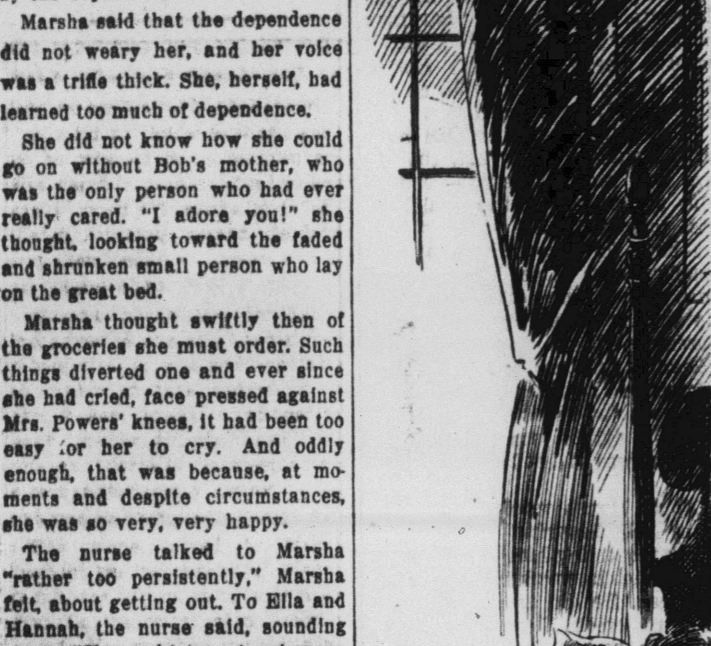 Marsha said that the dependence
did not weary her, and her voice
was a trifle thick. She, herself, had
learned too much of dependence.
She did not know how she could
go on without Bob's mother, who
was the only person who had ever
really cared. "I adore you!" she
thought, looking toward the faded
and shrunken small person who lay
on the great bed.
Marsha thought swiftly then of
the groceries she must order. Such
things diverted one and ever since
she had cried, face pressed against
Mrs. Powers' knees, it had been too
easy for her to cry. And oddly
enough, that was because, at mo-
ments and despite circumstances,
she was so very, very happy.
The nurse talked to Marsha
"rather too persistently," Marsha
felt, about getting out. To Ella and
Hannah, the nurse said, sounding